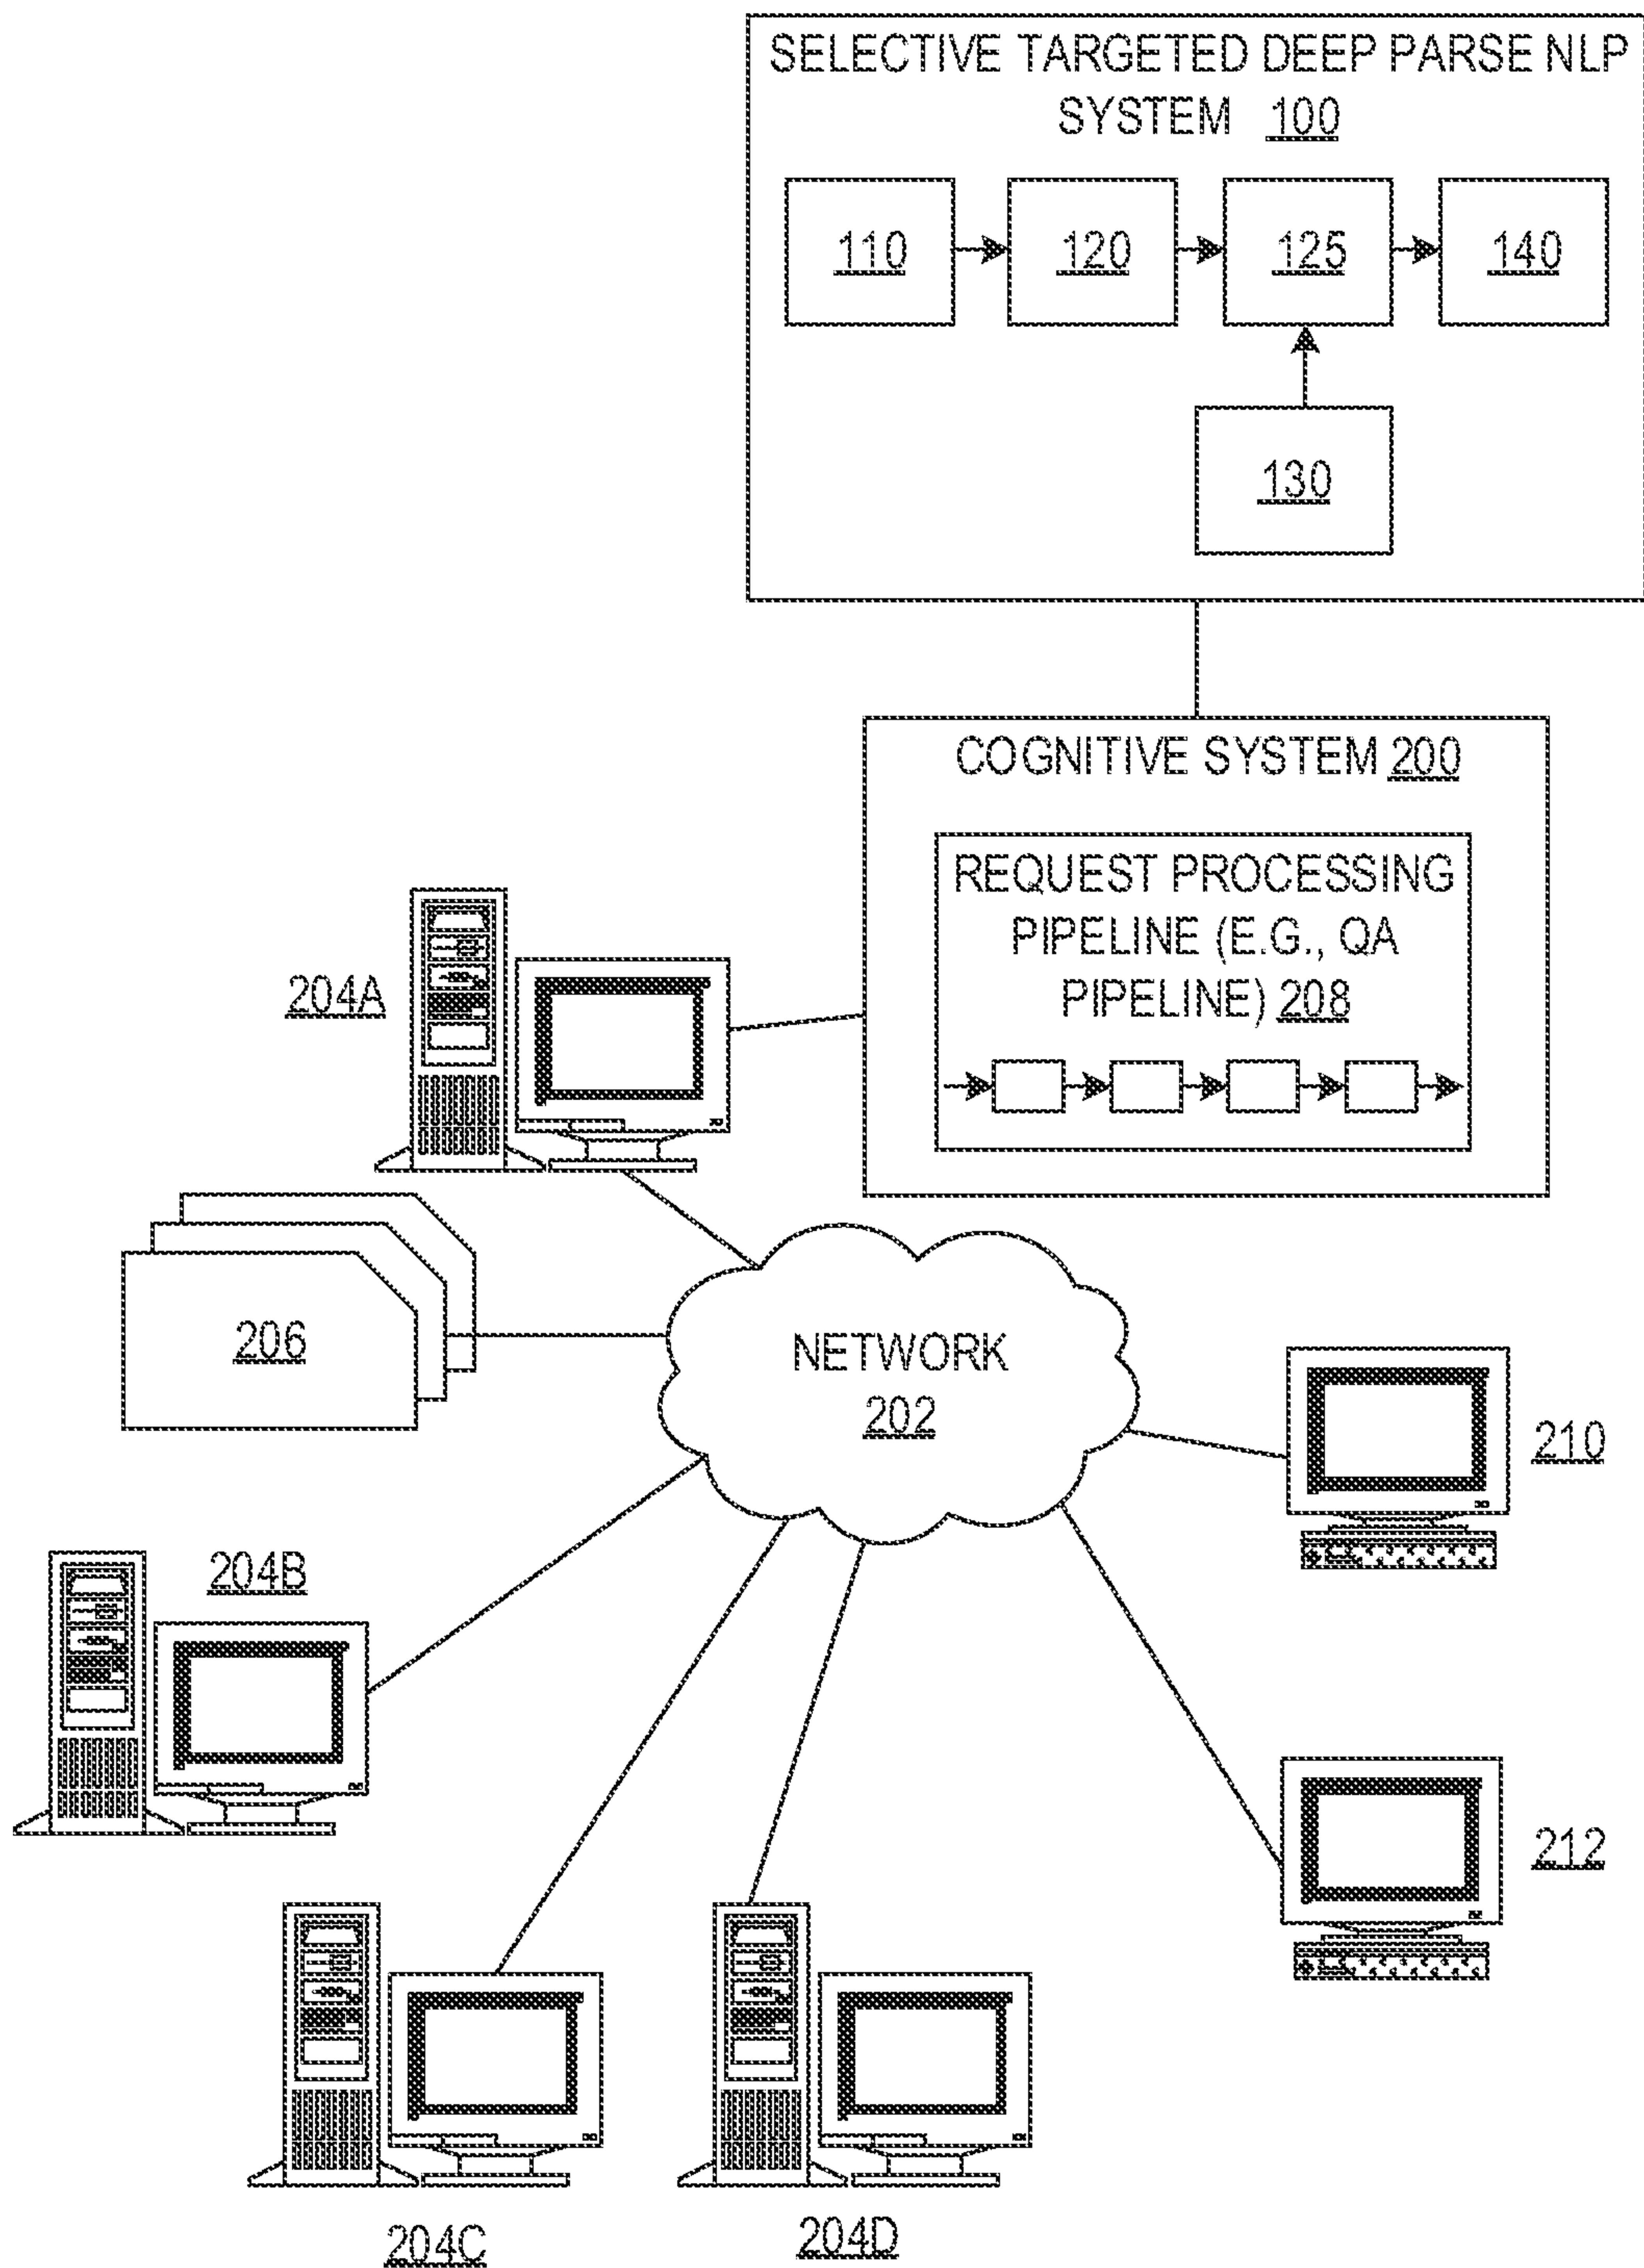 SELECTIVE TARGETED DEEP PARSE NLP
SYSTEM 100
110
120
125
140
130
COGNITIVE SYSTEM 200
REQUEST PROCESSING
PIPELINE (E.G., QA
PIPELINE) 208
204A
206
NETWORK
202
210
204B
212
204C
204D